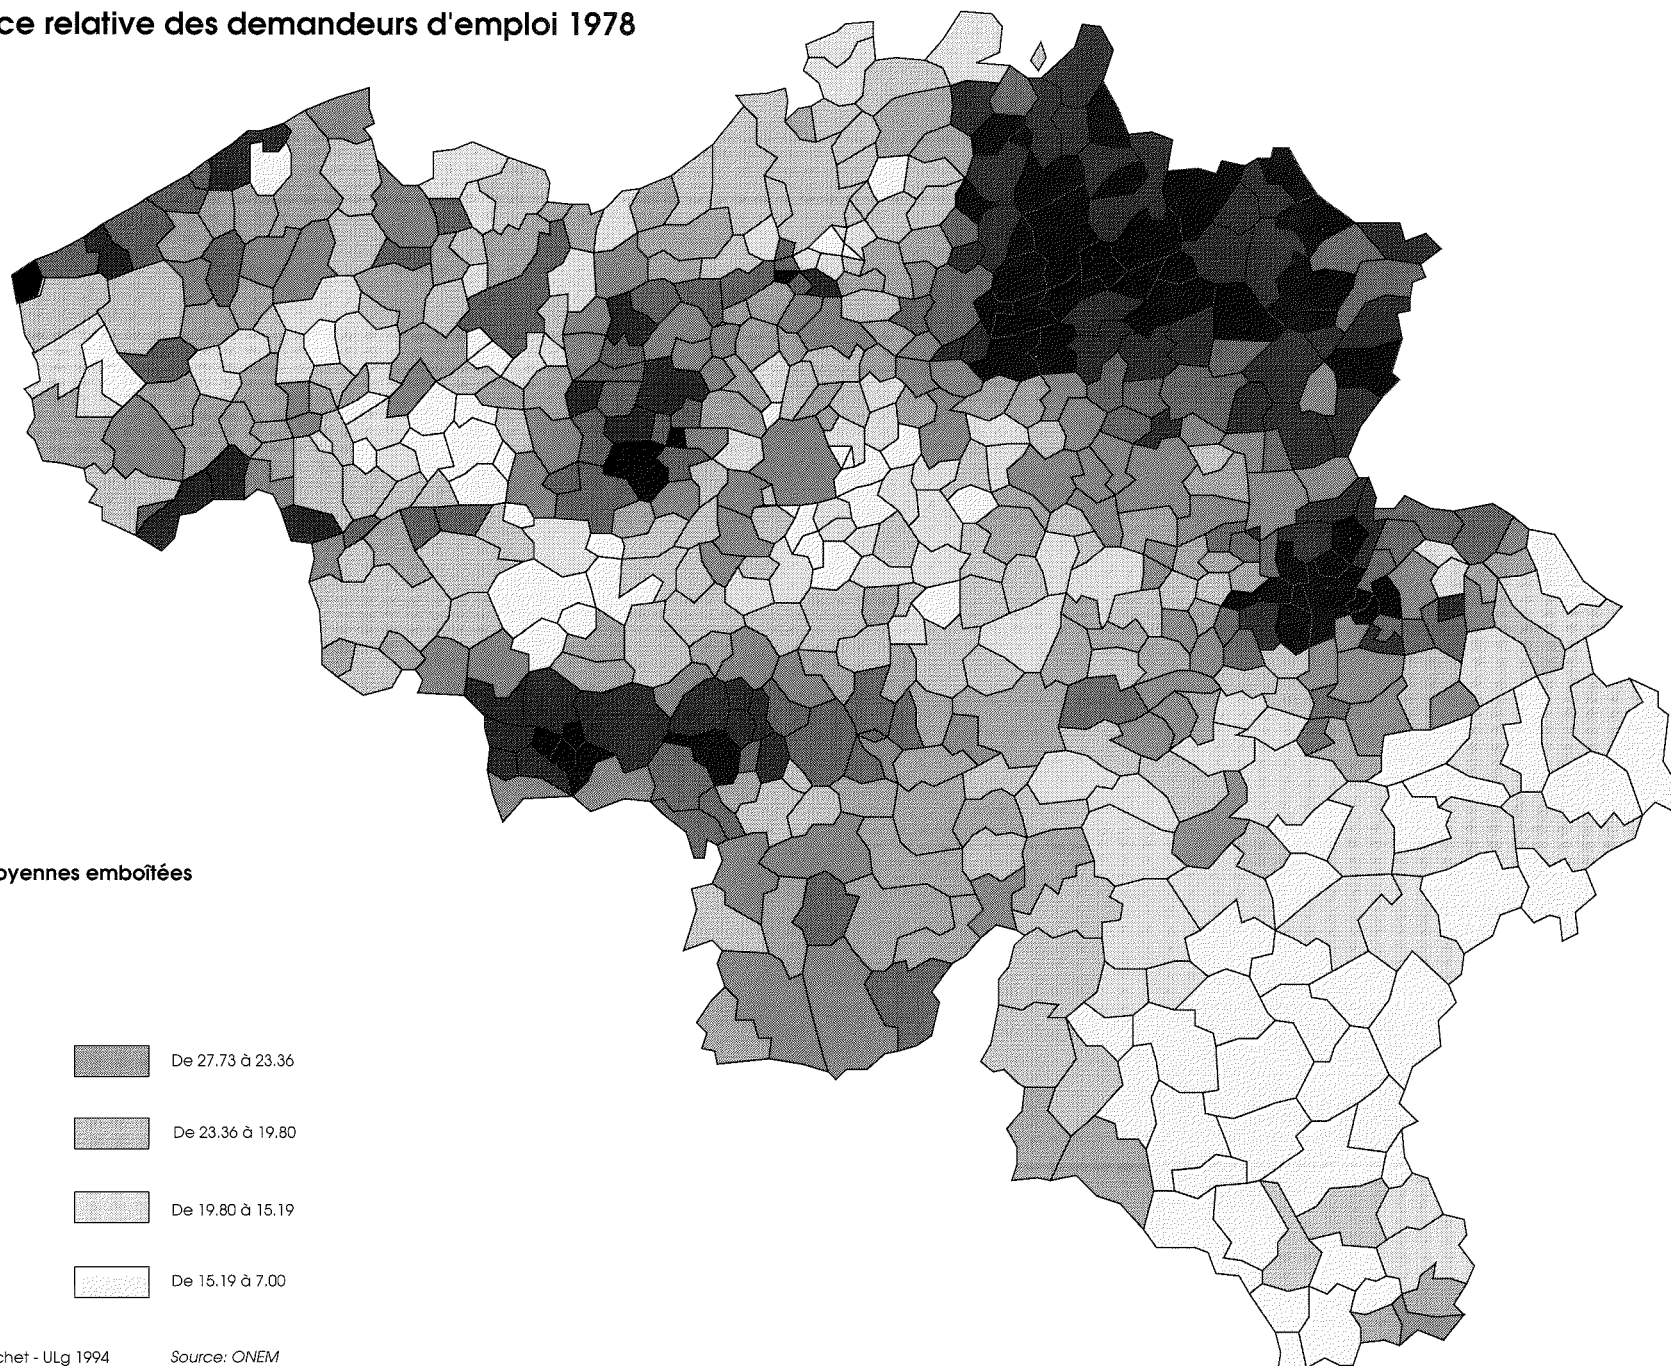 ce relative des demandeurs d'emploi 1978
oyennes emboîtées
De 27.73 à 23.36
De 23.36 à 19.80
De 19.80 à 15.19
De 15.19 à 7.00
chet - ULg 1994 Source: ONEM